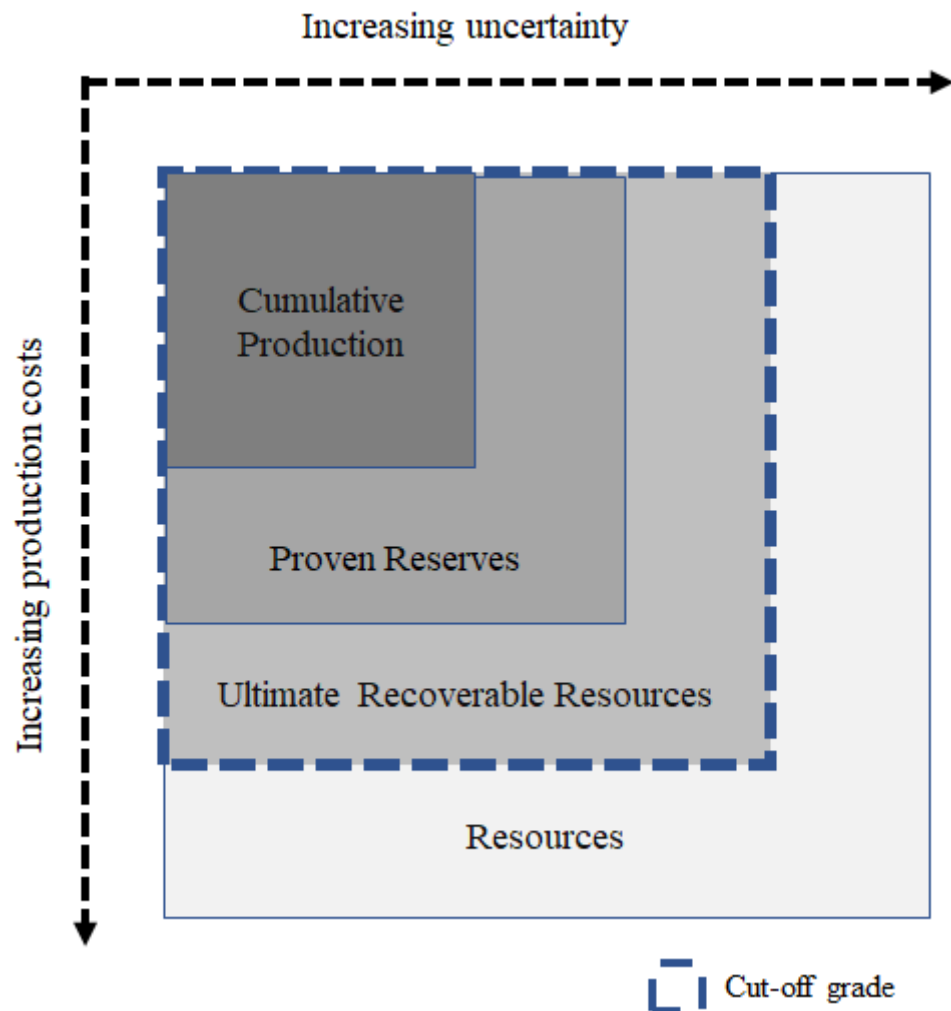 Increasing uncertainty
Increasing production costs
Cumulative
Production
Proven Reserves
Ultimate Recoverable Resources
Resources
Cut-off grade